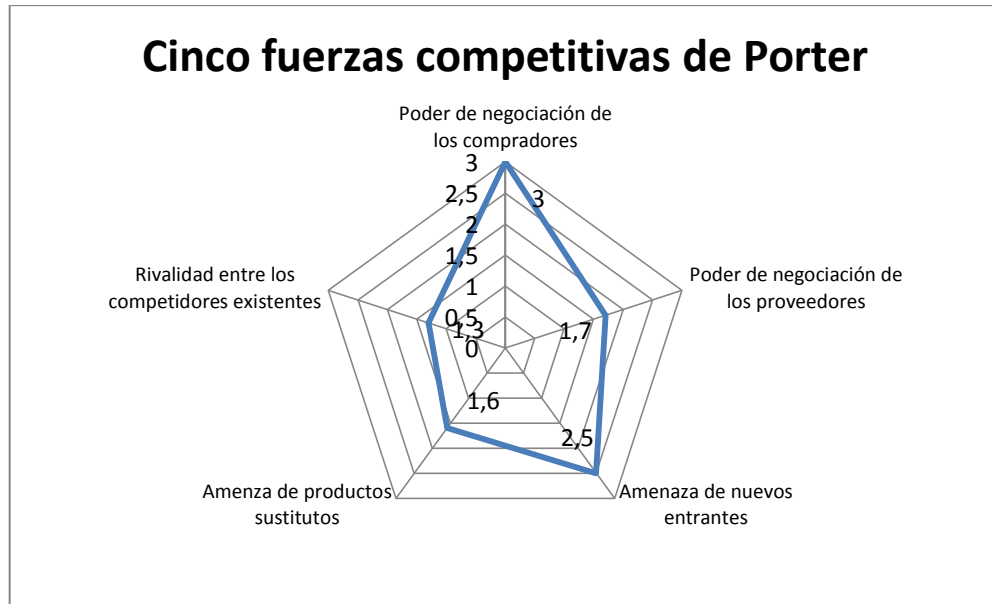 Cinco fuerzas competitivas de Porter
Poder de negociación de
los compradores
3
3
2,5
2
1,5
1
0,5
0
Rivalidad entre los
competidores existentes
1,3
Poder de negociación de
los proveedores
1,7
1,6
2,5
Amenza de productos
sustitutos
Amenaza de nuevos
entrantes